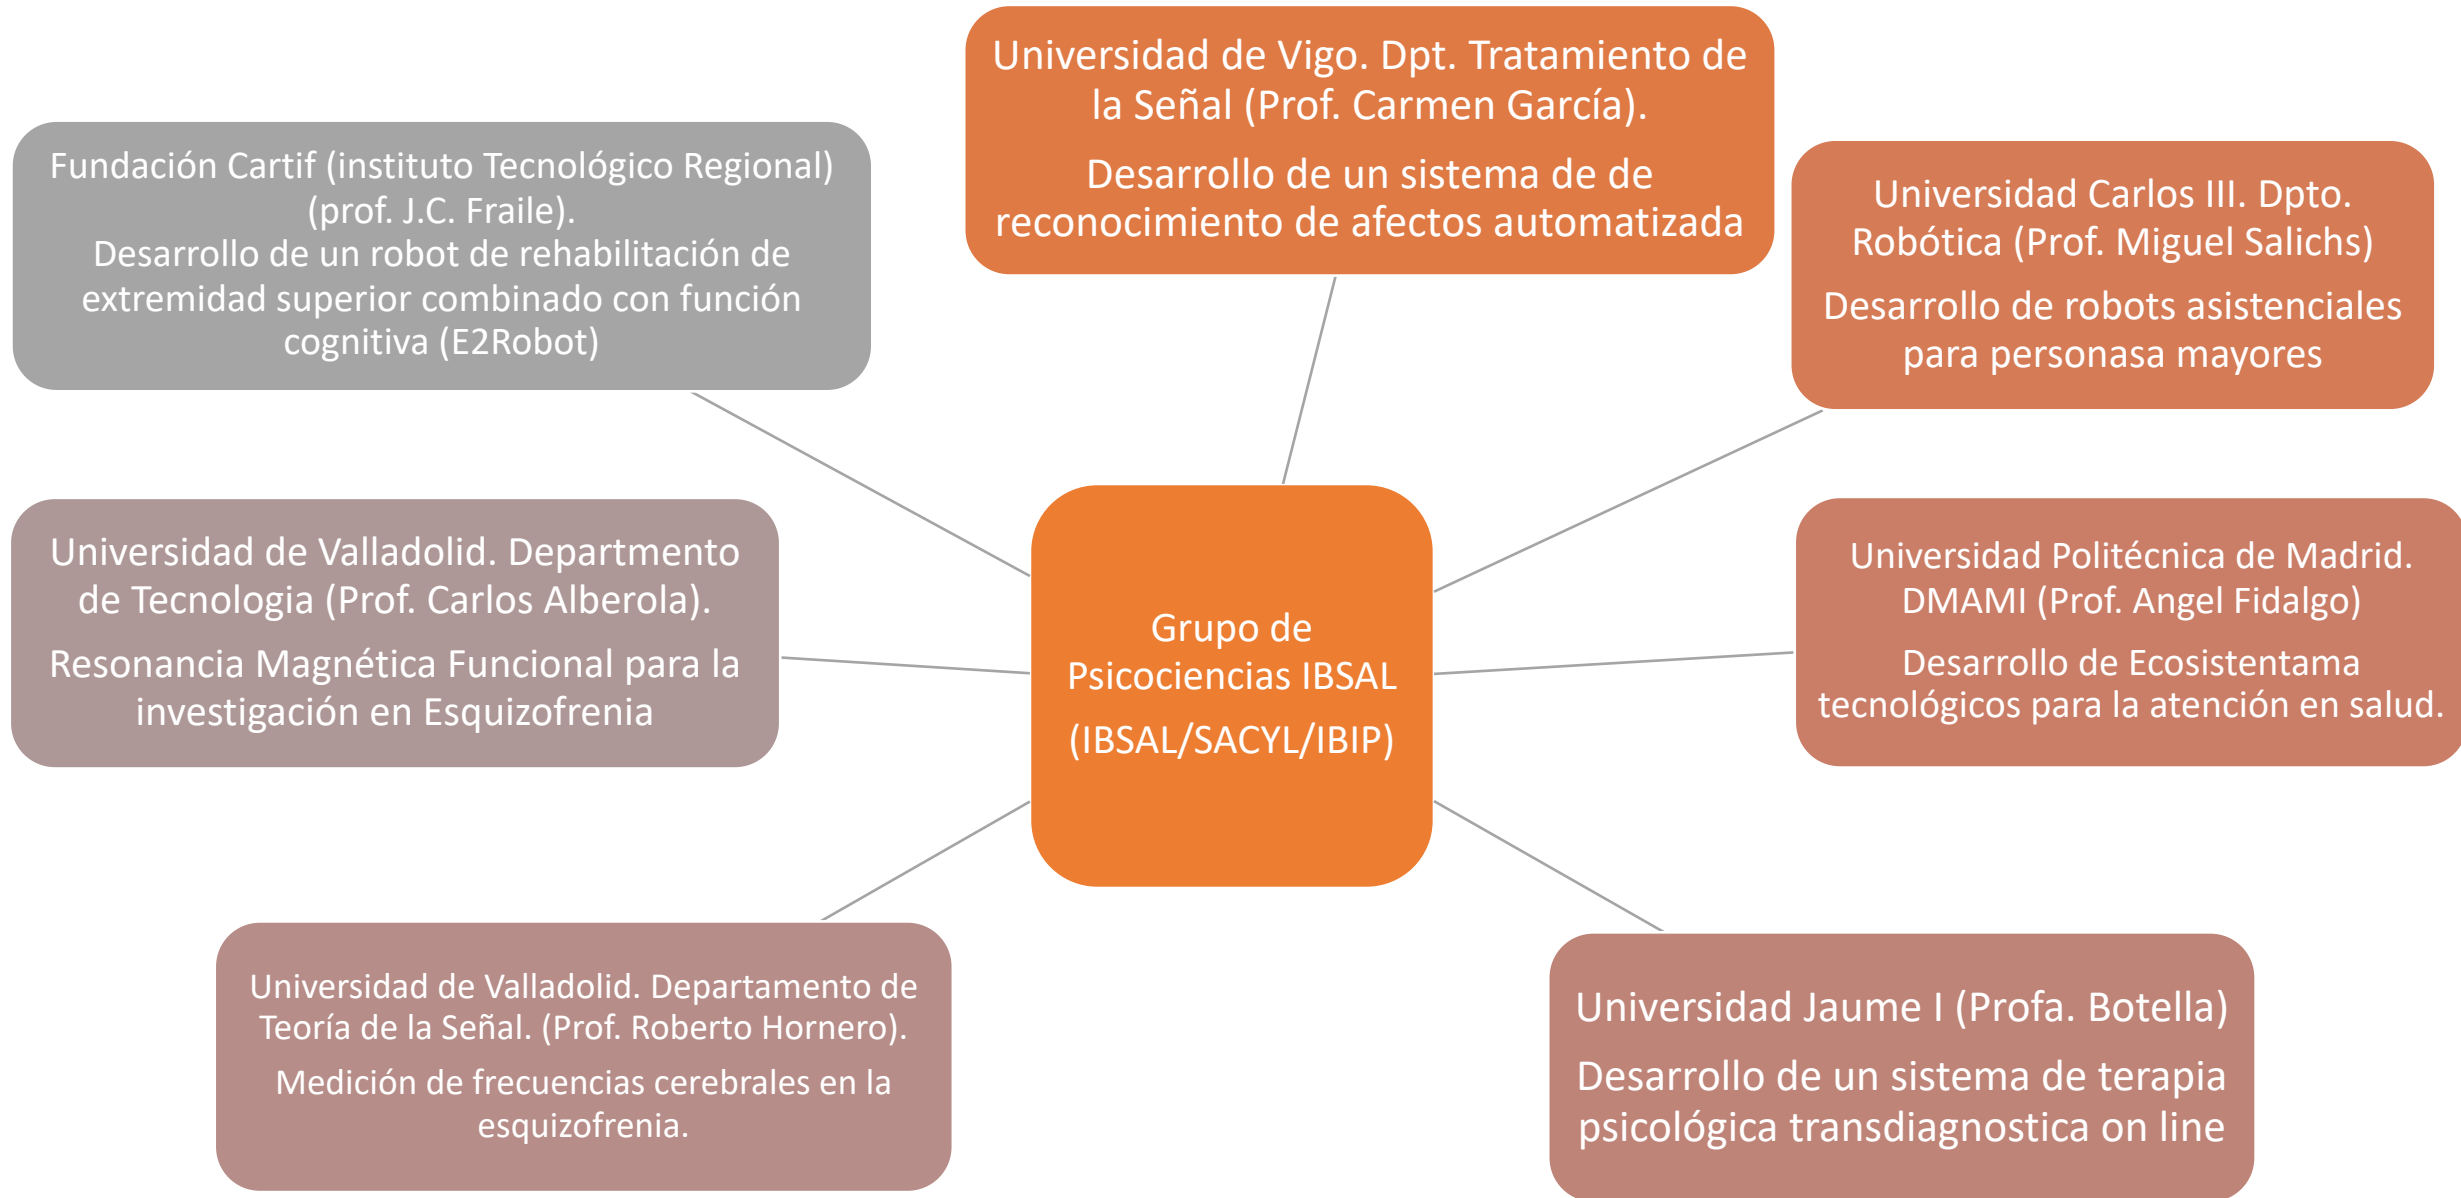 Universidad de Vigo. Dpt. Tratamiento de
la Señal (Prof. Carmen García).
Desarrollo de un sistema de de
reconocimiento de afectos automatizada
Fundación Cartif (instituto Tecnológico Regional)
(prof. J.C. Fraile).
Desarrollo de un robot de rehabilitación de
extremidad superior combinado con función
cognitiva (E2Robot)
Universidad Carlos III. Dpto.
Robótica (Prof. Miguel Salichs)
Desarrollo de robots asistenciales
para personasa mayores
Universidad de Valladolid. Departmento
de Tecnologia (Prof. Carlos Alberola).
Resonancia Magnética Funcional para la
investigación en Esquizofrenia
Grupo de
Psicociencias IBSAL
(IBSAL/SACYL/IBIP)
Universidad Politécnica de Madrid.
DMAMI (Prof. Angel Fidalgo)
Desarrollo de Ecosistentama
tecnológicos para la atención en salud.
Universidad de Valladolid. Departamento de
Teoría de la Señal. (Prof. Roberto Hornero).
Medición de frecuencias cerebrales en la
esquizofrenia.
Universidad Jaume I (Profa. Botella)
Desarrollo de un sistema de terapia
psicológica transdiagnostica on line